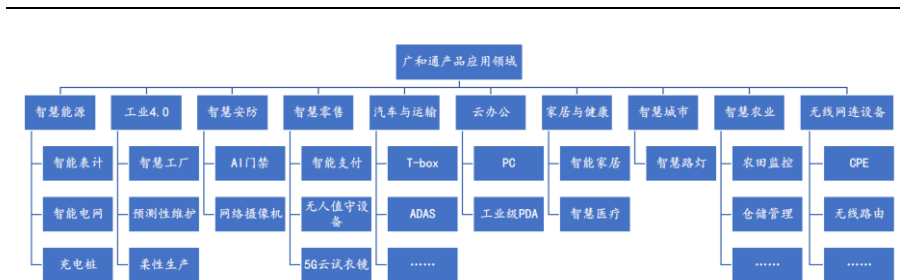 广和通产品应用领域
智慧能源
工业4.0
智慧安防
智慧零售
汽车与运输
云办公
家居与健康
智慧城市
智慧农业
无线网连设备
智能表计
智慧工厂
AI门禁
智能支付
T-box
PC
智能家居
智慧路灯
农田监控
CPE
智能电网
预测性维护
网络摄像机
无人值守设
备
ADAS
工业级PDA
智慧医疗
仓储管理
无线路由
充电桩
柔性生产
5G云试衣镜
……
……
……